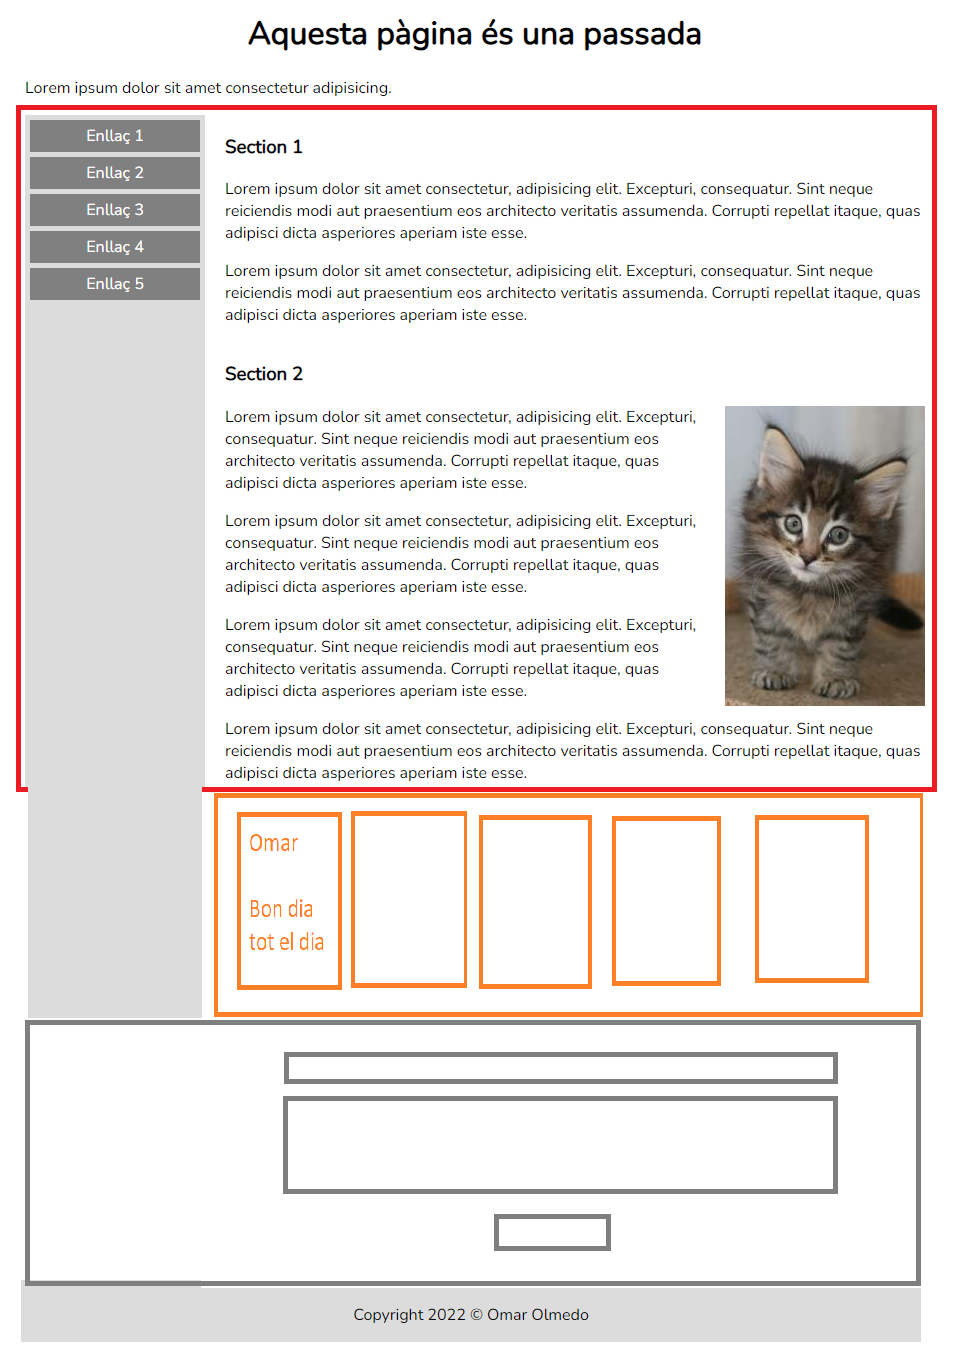 Aquesta pàgina és una passada
Lorem ipsum dolor sit amet consectetur adipisicing.
Enllaç 1
Enllaç 2
Enllaç 3
Enllaç 4
Enllaç 5
Section 1
Lorem ipsum dolor sit amet consectetur, adipisicing elit. Excepturi, consequatur. Sint neque
reiciendis modi aut praesentium eos architecto veritatis assumenda. Corrupti repellat itaque, quas
adipisci dicta asperiores aperiam iste esse.
Lorem ipsum dolor sit amet consectetur, adipisicing elit. Excepturi, consequatur. Sint neque
reiciendis modi aut praesentium eos architecto veritatis assumenda. Corrupti repellat itaque, quas
adipisci dicta asperiores aperiam iste esse.
Section 2
Lorem ipsum dolor sit amet consectetur, adipisicing elit. Excepturi,
consequatur. Sint neque reiciendis modi aut praesentium eos
architecto veritatis assumenda. Corrupti repellat itaque, quas
adipisci dicta asperiores aperiam iste esse.
Lorem ipsum dolor sit amet consectetur, adipisicing elit. Excepturi,
consequatur. Sint neque reiciendis modi aut praesentium eos
architecto veritatis assumenda. Corrupti repellat itaque, quas
adipisci dicta asperiores aperiam iste esse.
Lorem ipsum dolor sit amet consectetur, adipisicing elit. Excepturi,
consequatur. Sint neque reiciendis modi aut praesentium eos
architecto veritatis assumenda. Corrupti repellat itaque, quas
adipisci dicta asperiores aperiam iste esse.
Lorem ipsum dolor sit amet consectetur, adipisicing elit. Excepturi, consequatur. Sint neque
reiciendis modi aut praesentium eos architecto veritatis assumenda. Corrupti repellat itaque, quas
adipisci dicta asperiores aperiam iste esse.
Omar
Bon dia
tot el dia
Copyright 2022 © Omar Olmedo